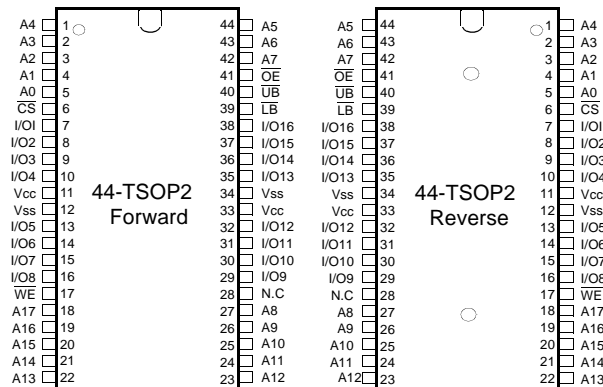 A4 1 44 A5 A5 44 1 A4
A3 2 43 A6 A6 43 2 A3
A2 3 42 A7 A7 42 3 A2
A1 4 41 OE OE 41 4 A1
A0 5 40 UB UB 40 5 A0
CS 6 39 LB LB 39 6 CS
I/OI 7 38 I/O16 I/O16 38 7 I/OI
I/O2 8 37 I/O15 I/O15 37 8 I/O2
I/O3 9 36 I/O14 I/O14 36 9 I/O3
I/O4 10 35 I/O13 I/O13 35 10 I/O4
Vcc 11 44-TSOP2 34 Vss Vss 34 44-TSOP2 11 Vcc
Vss 12 Forward 33 Vcc Vcc 33 Reverse 12 Vss
I/O5 13 32 I/O12 I/O12 32 13 I/O5
I/O6 14 31 I/O11 I/O11 31 14 I/O6
I/O7 15 30 I/O10 I/O10 30 15 I/O7
I/O8 16 29 I/O9 I/O9 29 16 I/O8
WE 17 28 N.C N.C 28 17 WE
A17 18 27 A8 A8 27 18 A17
A16 19 26 A9 A9 26 19 A16
A15 20 25 A10 A10 25 20 A15
A14 21 24 A11 A11 24 21 A14
A13 22 23 A12 A12 23 22 A13